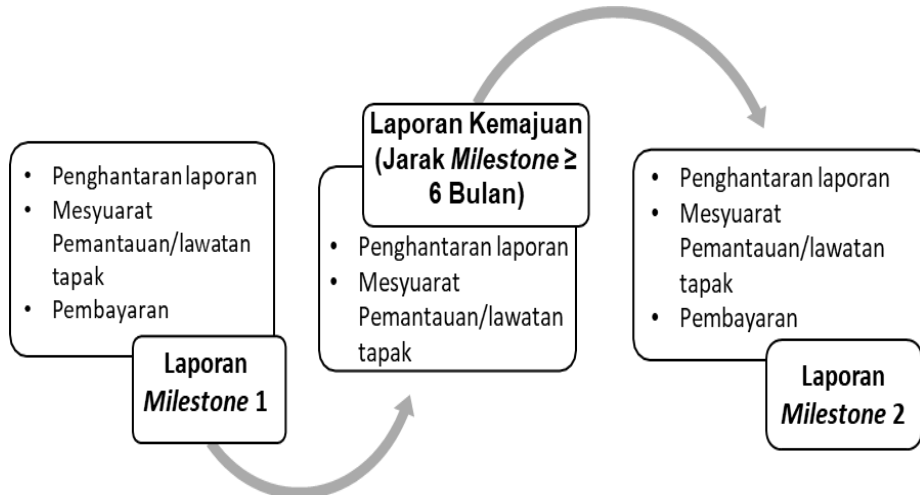 • Penghantaran laporan
• Mesyuarat
Pemantauan/lawatan
tapak
• Pembayaran
Laporan
Milestone 1
Laporan Kemajuan
(Jarak Milestone ≥
6 Bulan)
• Penghantaran laporan
• Mesyuarat
Pemantauan/lawatan
tapak
• Penghantaran laporan
• Mesyuarat
Pemantauan/lawatan
tapak
• Pembayaran
Laporan
Milestone 2